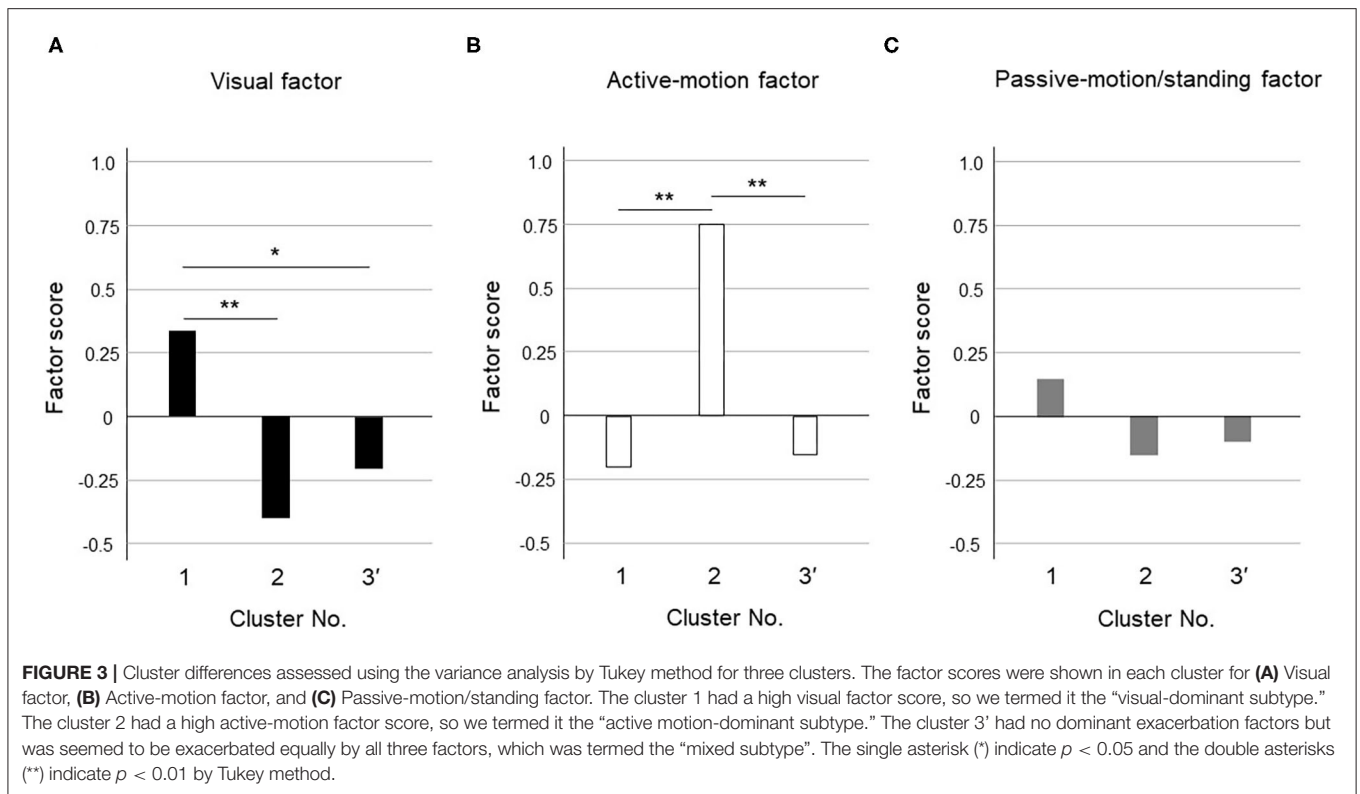 A
B
C
Visual factor
Active-motion factor
Passive-motion/standing factor
1.0
0.75
0.5
0.25
0
-0.25
-0.5
Factor score
*
**
1
2
3′
Cluster No.
1.0
0.75
0.5
0.25
0
-0.25
-0.5
Factor score
**
**
1
2
3′
Cluster No.
1.0
0.75
0.5
0.25
0
-0.25
-0.5
Factor score
1
2
3′
Cluster No.
FIGURE 3 | Cluster differences assessed using the variance analysis by Tukey method for three clusters. The factor scores were shown in each cluster for (A) Visual
factor, (B) Active-motion factor, and (C) Passive-motion/standing factor. The cluster 1 had a high visual factor score, so we termed it the “visual-dominant subtype.”
The cluster 2 had a high active-motion factor score, so we termed it the “active motion-dominant subtype.” The cluster 3’ had no dominant exacerbation factors but
was seemed to be exacerbated equally by all three factors, which was termed the “mixed subtype”. The single asterisk (*) indicate p < 0.05 and the double asterisks
(**) indicate p < 0.01 by Tukey method.